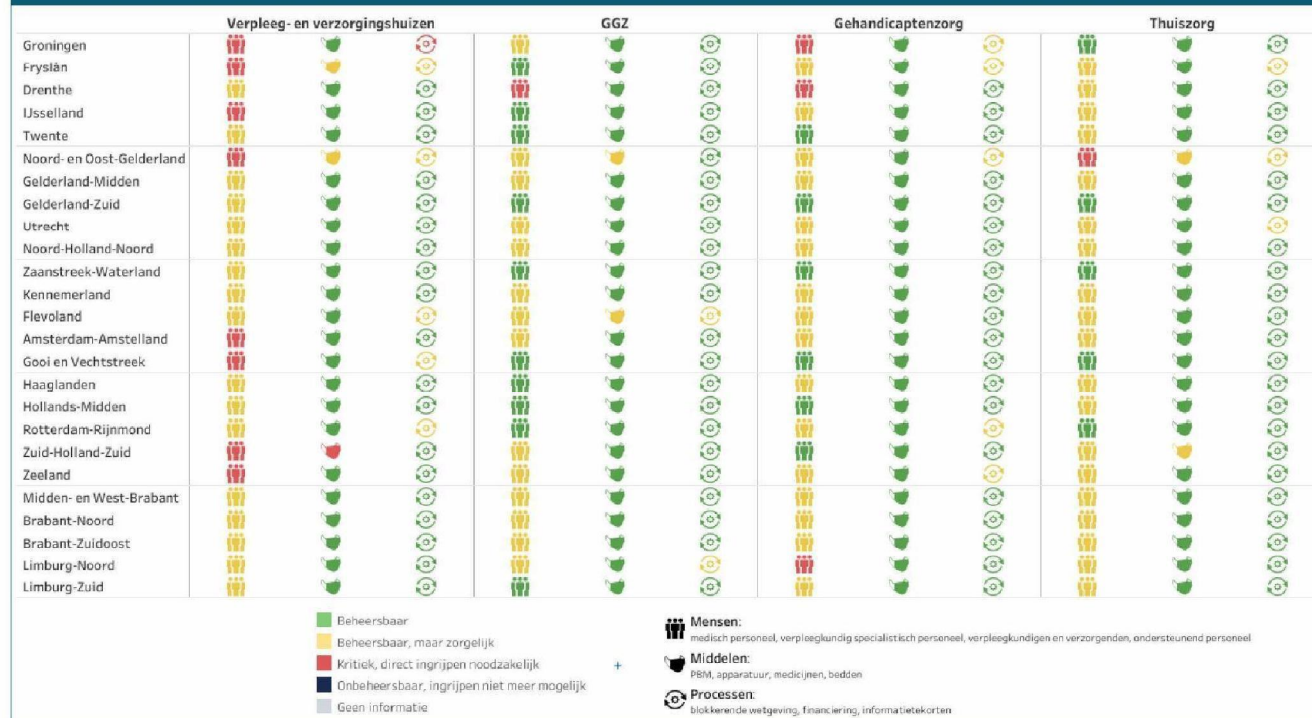 Verpleeg- en verzorgingshuizen GGZ Gehandicaptenzorg Thuiszorg
Groningen
Fryslân
Drenthe
IJsselland
Twente
Noord- en Oost-Gelderland
Gelderland-Midden
Gelderland-Zuid
Utrecht
Noord-Holland-Noord
Zaanstreek-Waterland
Kennemerland
Flevoland
Amsterdam-Amstelland
Gooi en Vechtstreek
Haaglanden
Hollands-Midden
Rotterdam-Rijnmond
Zuid-Holland-Zuid
Zeeland
Midden- en West-Brabant
Brabant-Noord
Brabant-Zuidoost
Limburg-Noord
Limburg-Zuid
Beheersbaar
Beheersbaar, maar zorgelijk
Kritiek, direct ingrijpen noodzakelijk
Onbeheersbaar, ingrijpen niet meer mogelijk
Geen informatie
+
Mensen:
medisch personeel, verpleegkundig specialistisch personeel, verpleegkundigen en verzorgenden, ondersteunend personeel
Middelen:
PBM, apparatuur, medicijnen, bedden
Processen:
blokkerende wetgeving, financiering, informatietekorten